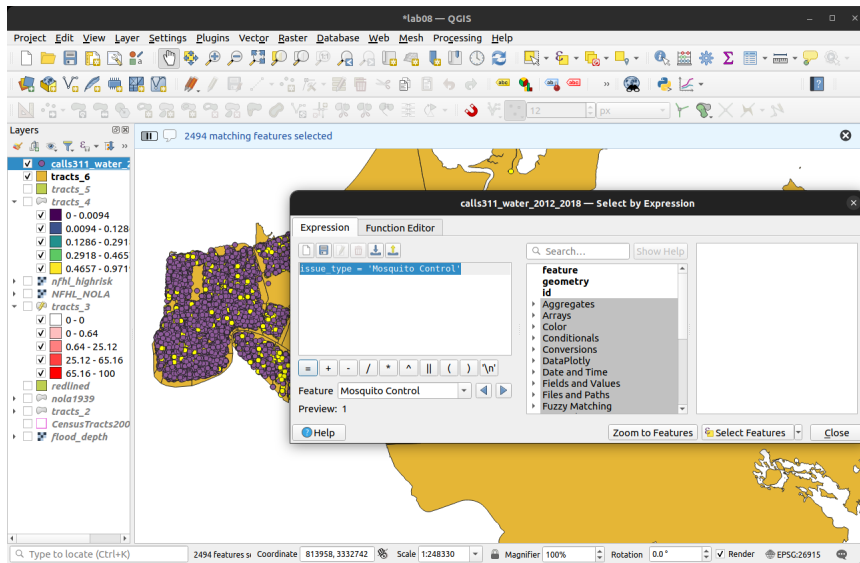 *lab08 — QGIS
Project Edit View Layer Settings Plugins Vector Raster Database Web Mesh Processing Help
12 px
Layers
2494 matching features selected
calls311_water_2
tracts_6
tracts_5
tracts_4
0 - 0.0094
0.0094 - 0.128
0.1286 - 0.291
0.2918 - 0.465
0.4657 - 0.971
nfhl_highrisk
NFHL_NOLA
tracts_3
0 - 0
0 - 0.64
0.64 - 25.12
25.12 - 65.16
65.16 - 100
redlined
nola1939
tracts_2
CensusTracts200
flood_depth
calls311_water_2012_2018 — Select by Expression
Expression Function Editor
issue_type = 'Mosquito Control'
= + - / * ^ || ( ) '\n'
Feature Mosquito Control
Preview: 1
Search... Show Help
feature
geometry
id
Aggregates
Arrays
Color
Conditionals
Conversions
DataPlotly
Date and Time
Fields and Values
Files and Paths
Fuzzy Matching
Help Zoom to Features Select Features Close
Type to locate (Ctrl+K) 2494 features se Coordinate 813958, 3332742 Scale 1:248330 Magnifier 100% Rotation 0.0° Render EPSG:26915